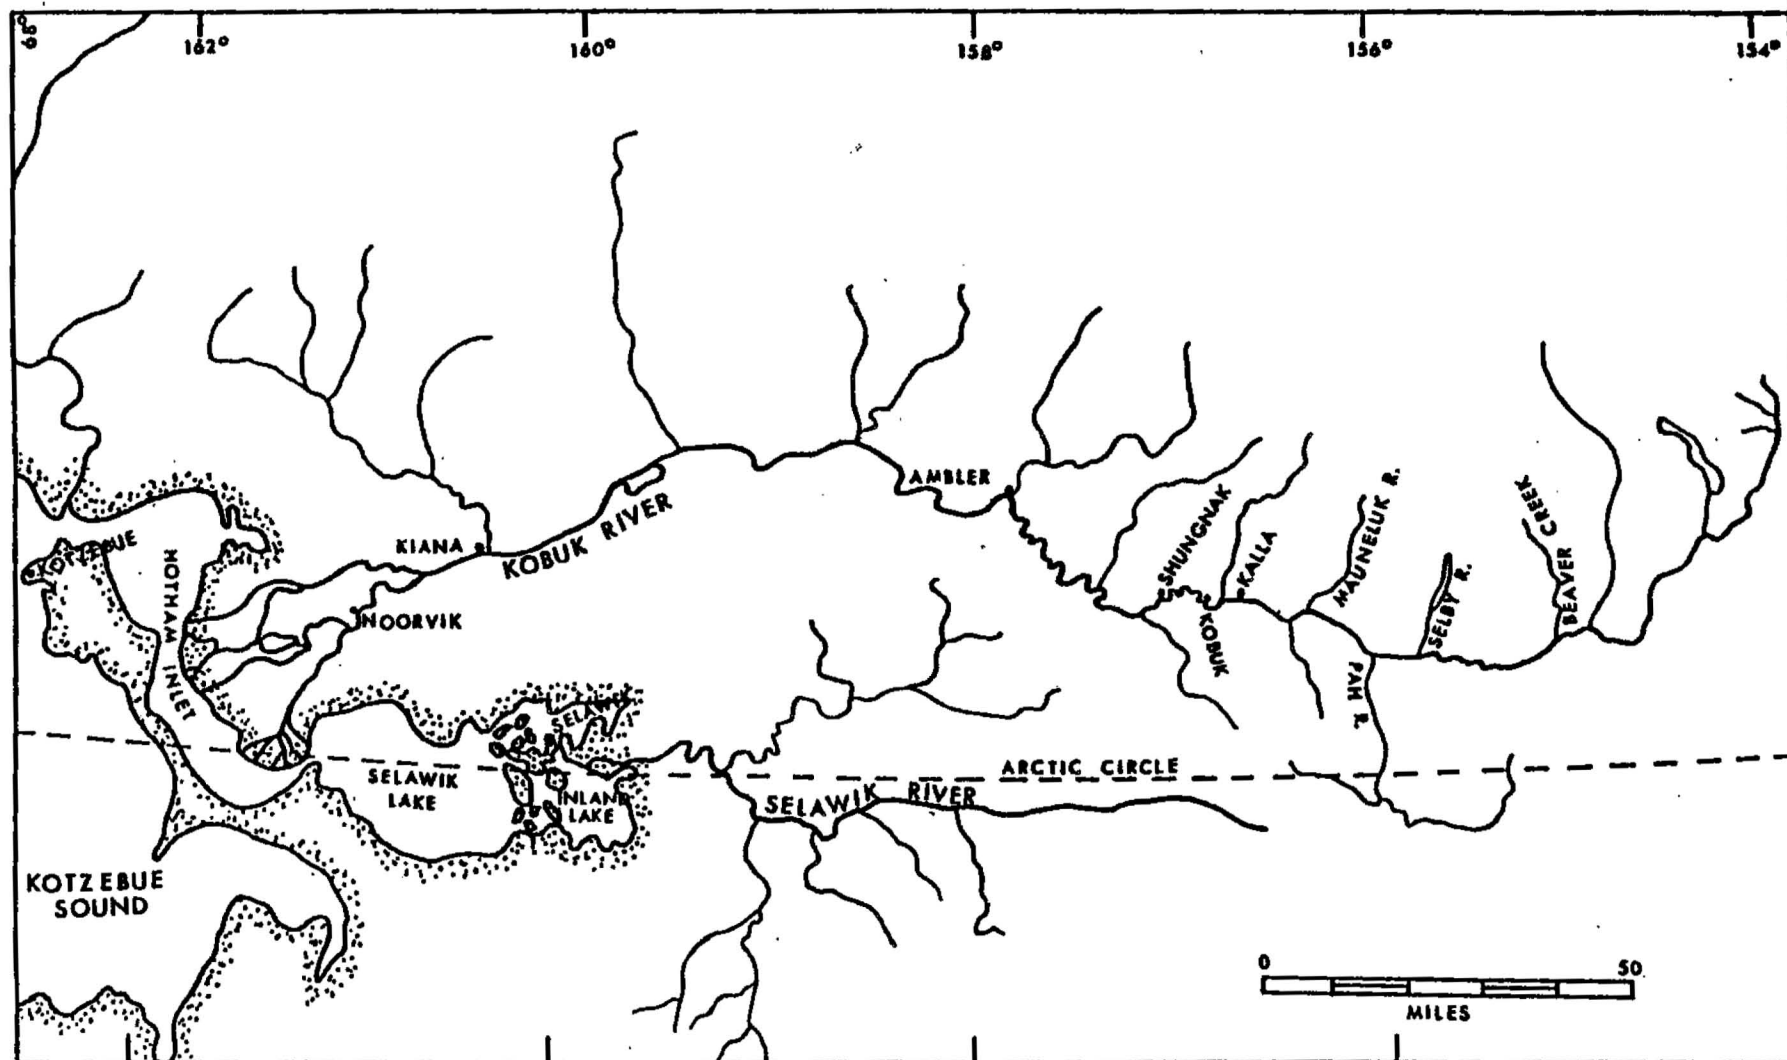 68°
162°
160°
158°
156°
154°
AMBLER
KIANA
KOBUK RIVER
KOTZEBUE
HOTHAM INLET
NOORVIK
SHUNGNAK
KALLA
KOBUK
MAUNELUK R.
SELBY R.
BEAVER CREEK
PAH R.
SELAWIK
SELAWIK
LAKE
INLAND
LAKE
ARCTIC CIRCLE
SELAWIK RIVER
KOTZEBUE
SOUND
0 50
MILES